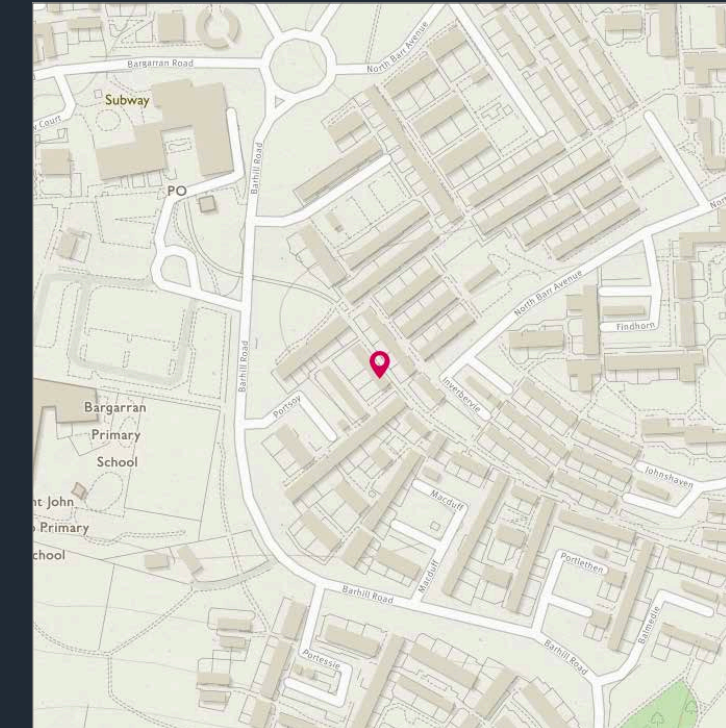 Bargarran Road
North Barr Avenue
Subway
Court
Barhill Road
PO
North Barr Avenue
Findhorn
Barhill Road
Portsoy
Inverbervie
Bargarran
Primary
School
Johnshaven
nt John
Primary
chool
Macduff
Macduff
Portlethen
Barhill Road
Balmedie
Barhill Road
Portessie